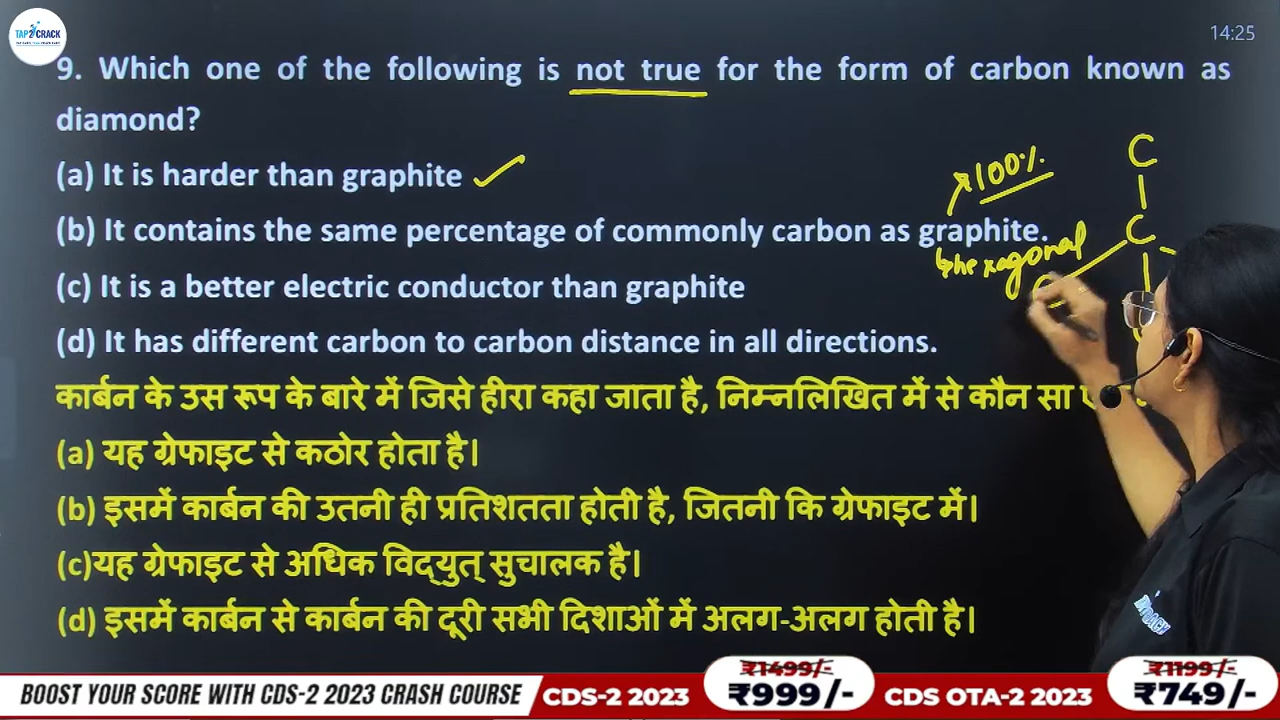 TAP2CRACK
14:25
9. Which one of the following is not true for the form of carbon known as
diamond?
(a) It is harder than graphite
(b) It contains the same percentage of commonly carbon as graphite.
(c) It is a better electric conductor than graphite
(d) It has different carbon to carbon distance in all directions.
100%
hexagonal
C
C
कार्बन के उस रूप के बारे में जिसे हीरा कहा जाता है, निम्नलिखित में से कौन सा
(a) यह ग्रेफाइट से कठोर होता है।
(b) इसमें कार्बन की उतनी ही प्रतिशतता होती है, जितनी कि ग्रेफाइट में।
(c)यह ग्रेफाइट से अधिक विद्‌युत् सुचालक है।
(d) इसमें कार्बन से कार्बन की दूरी सभी दिशाओं में अलग-अलग होती है।
BOOST YOUR SCORE WITH CDS-2 2023 CRASH COURSE
CDS-2 2023
₹1499/-
₹999/-
CDS OTA-2 2023
₹1199/-
₹749/-